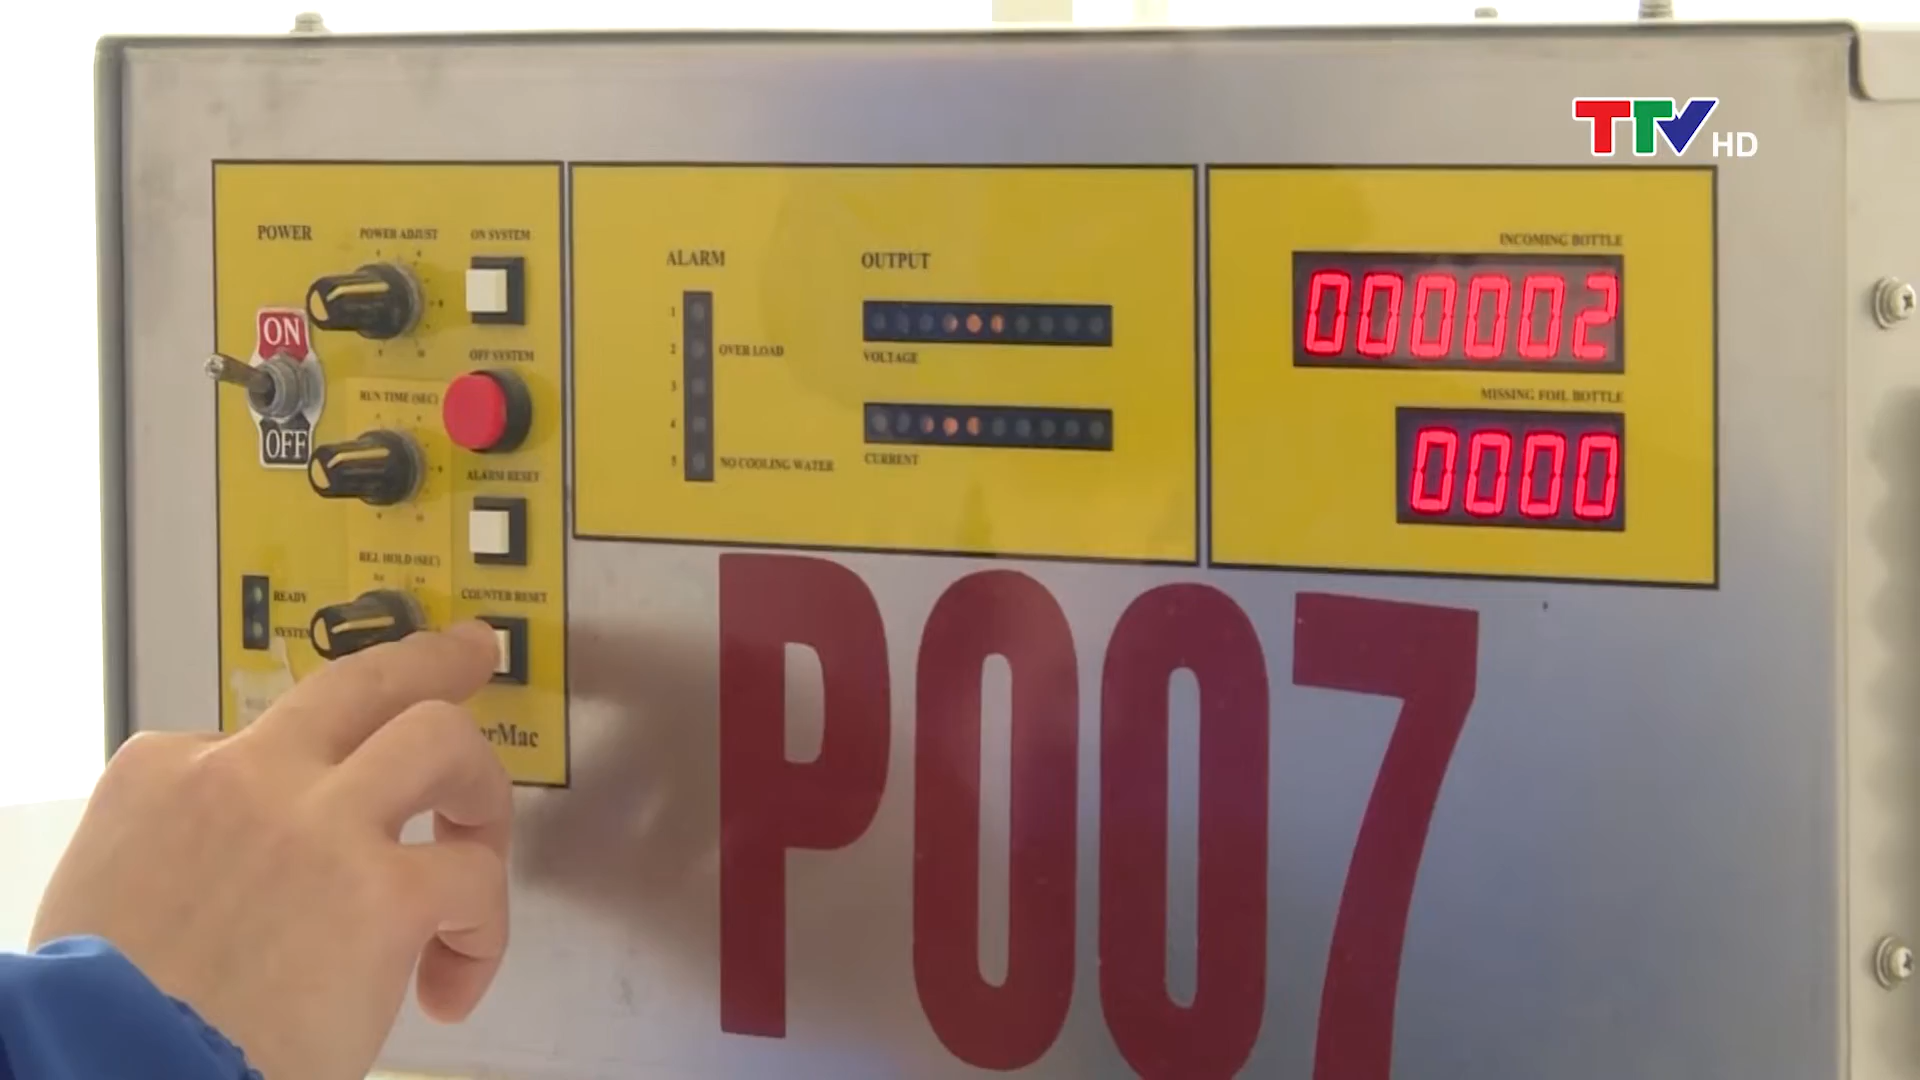 TTV HD
POWER
POWER ADJUST
ON SYSTEM
ON
OFF
OFF SYSTEM
RUN TIME (SEC)
ALARM RESET
REJ. HOLD (SEC)
COUNTER RESET
READY
SYSTEM
erMac
ALARM
1
2 OVER LOAD
3
4
5 NO COOLING WATER
OUTPUT
VOLTAGE
CURRENT
INCOMING BOTTLE
000002
MISSING FOIL BOTTLE
0000
P007